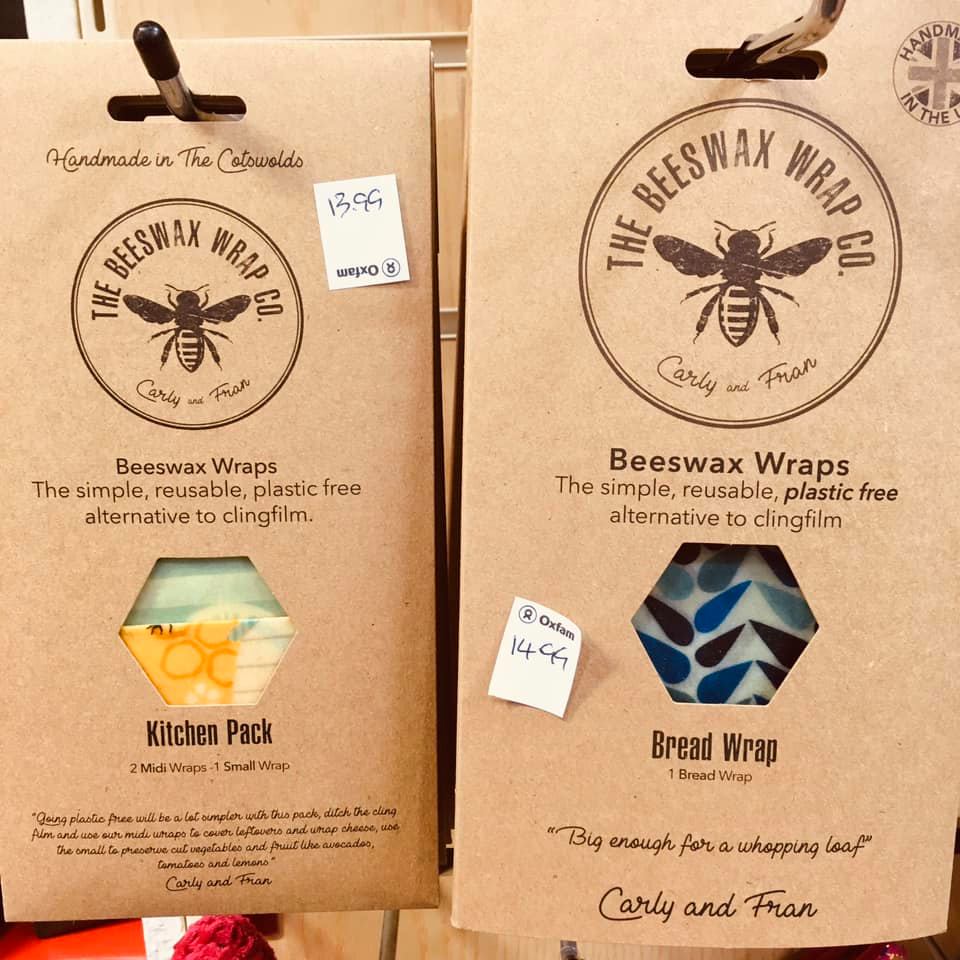 Handmade in The Cotswolds
13.99
Oxfam
THE BEESWAX WRAP CO.
Carly and Fran
Beeswax Wraps
The simple, reusable, plastic free
alternative to clingfilm.
Kitchen Pack
2 Midi Wraps - 1 Small Wrap
"Going plastic free will be a lot simpler with this pack, ditch the cling
film and use our midi wraps to cover leftovers and wrap cheese, use
the small to preserve cut vegetables and fruit like avocados,
tomatoes and lemons"
Carly and Fran
IN THE
THE BEESWAX WRAP CO.
Carly and Fran
Beeswax Wraps
The simple, reusable, plastic free
alternative to clingfilm
Oxfam
14 99
Bread Wrap
1 Bread Wrap
"Big enough for a whopping loaf"
Carly and Fran